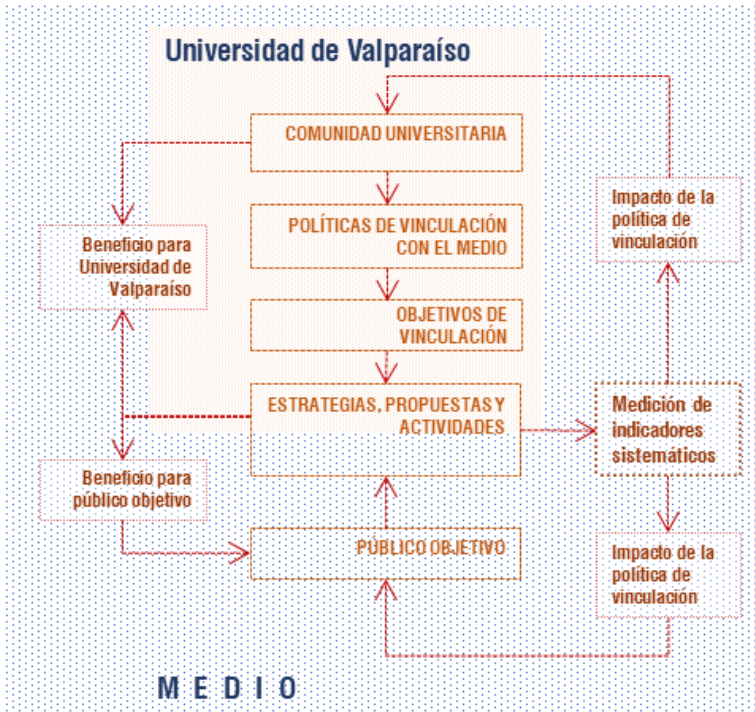 Universidad de Valparaíso
COMUNIDAD UNIVERSITARIA
POLÍTICAS DE VINCULACIÓN
CON EL MEDIO
OBJETIVOS DE
VINCULACIÓN
ESTRATEGIAS, PROPUESTAS Y
ACTIVIDADES
PÚBLICO OBJETIVO
Beneficio para
Universidad de
Valparaíso
Beneficio para
público objetivo
Impacto de la
política de
vinculación
Medición de
indicadores
sistemáticos
Impacto de la
política de
vinculación
MEDIO